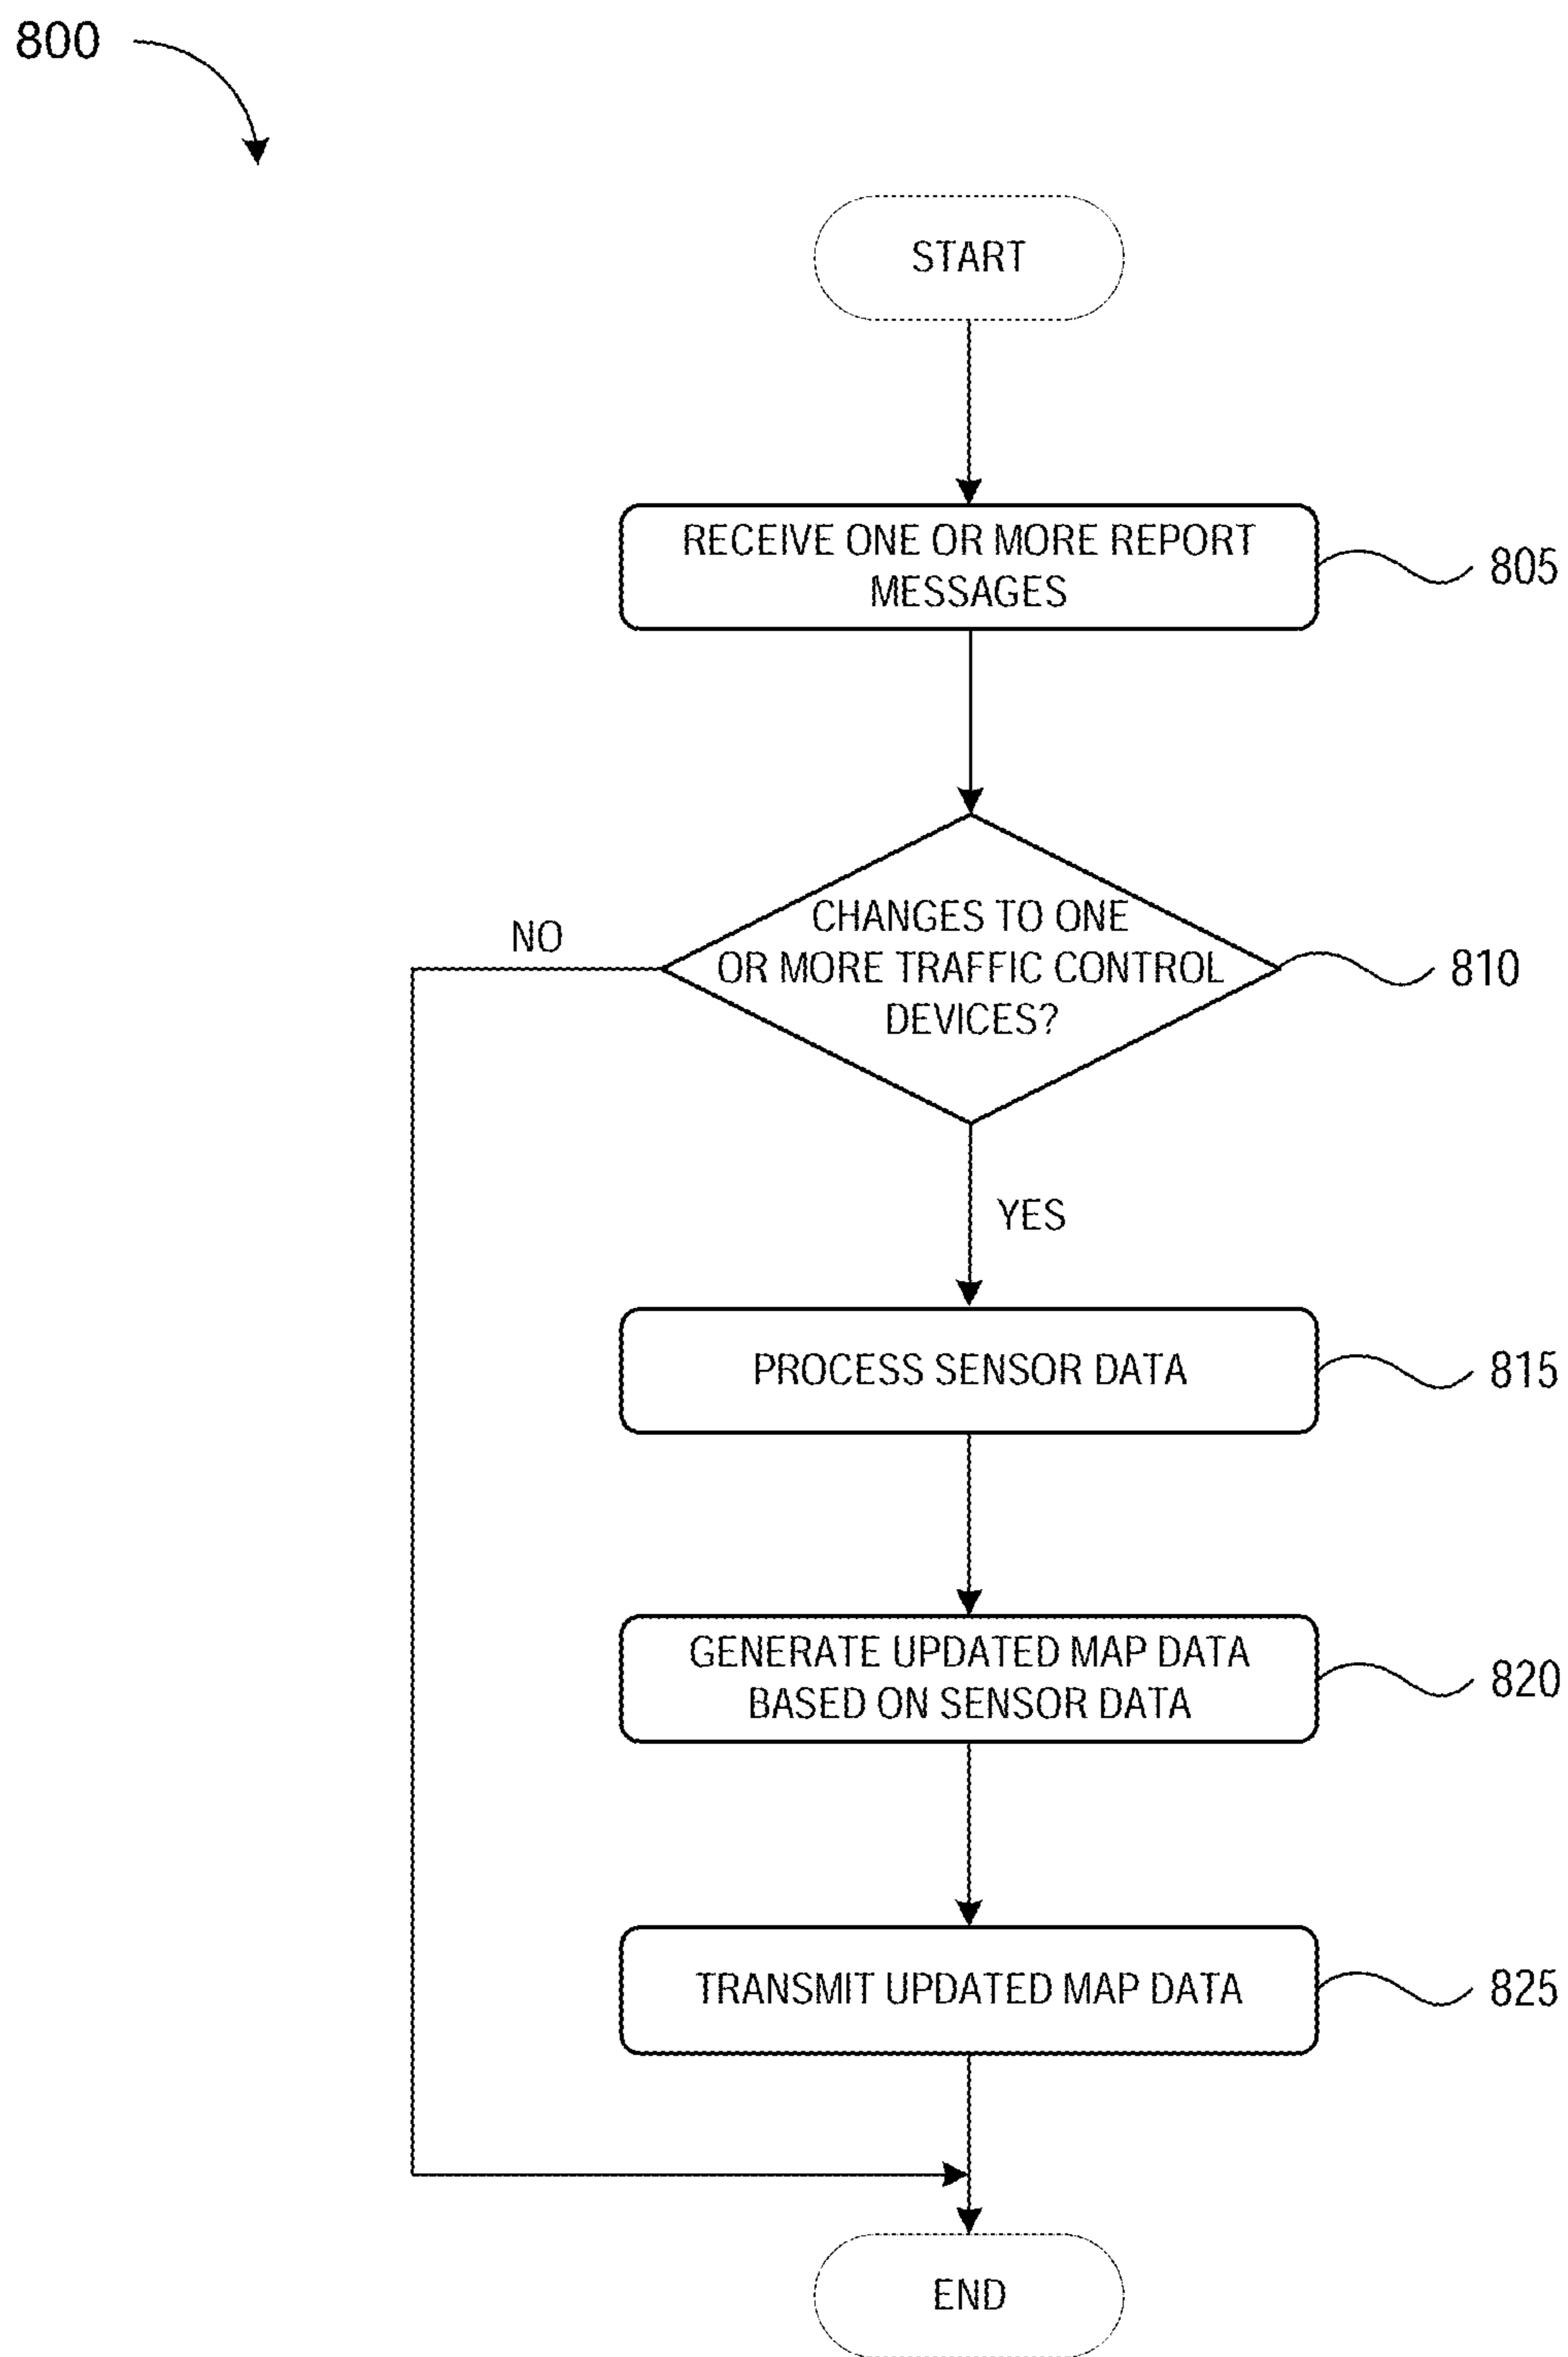 800
START
RECEIVE ONE OR MORE REPORT
MESSAGES
805
CHANGES TO ONE
OR MORE TRAFFIC CONTROL
DEVICES?
810
NO
YES
PROCESS SENSOR DATA
815
GENERATE UPDATED MAP DATA
BASED ON SENSOR DATA
820
TRANSMIT UPDATED MAP DATA
825
END